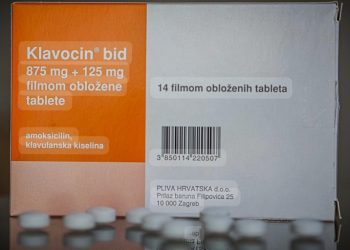 Klavocin® bid
875 mg + 125 mg
filmom obložene
tablete
14 filmom obloženih tableta
amoksicilin,
klavulanska kiselina
3 850114 220507
PLIVA HRVATSKA d.o.o.
Prilaz baruna Filipovića 25
10 000 Zagreb